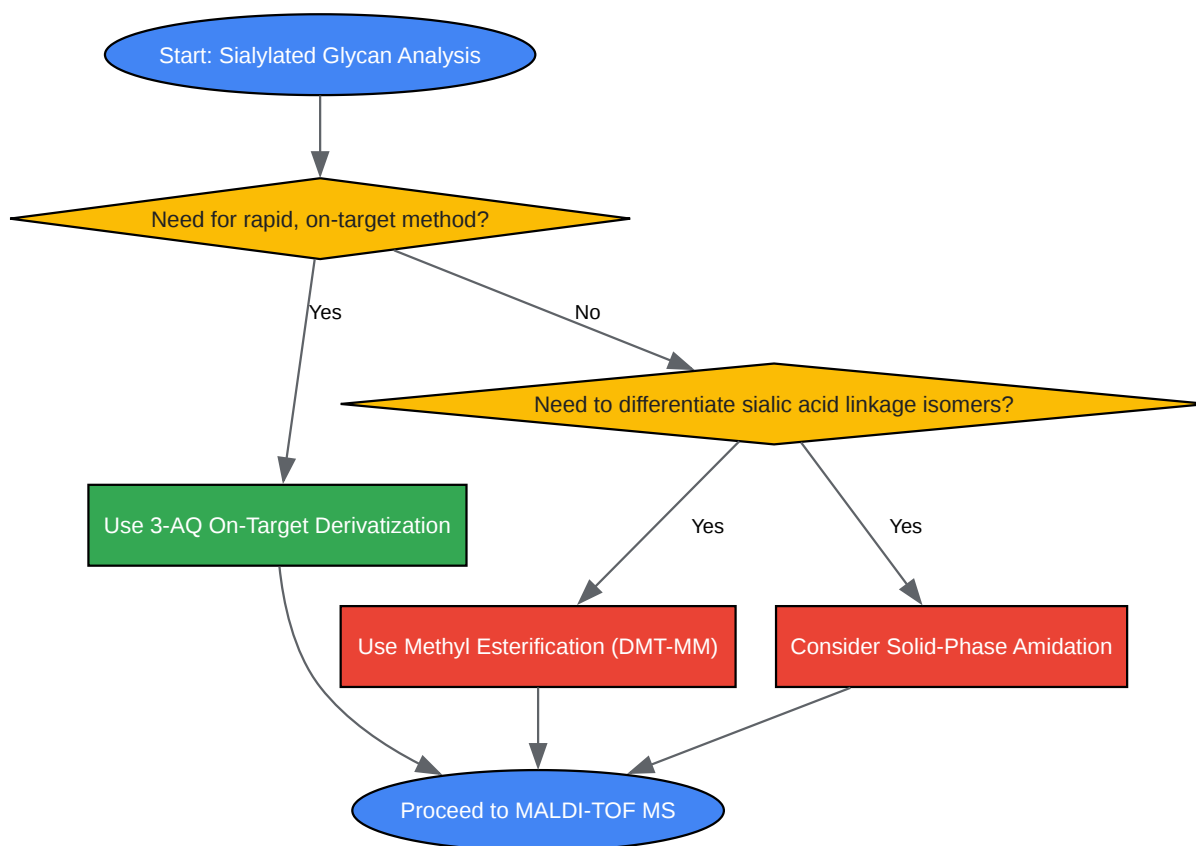 Start: Sialylated Glycan Analysis
Need for rapid, on-target method?
Yes
No
Need to differentiate sialic acid linkage isomers?
Use 3-AQ On-Target Derivatization
Yes
Yes
Use Methyl Esterification (DMT-MM)
Consider Solid-Phase Amidation
Proceed to MALDI-TOF MS